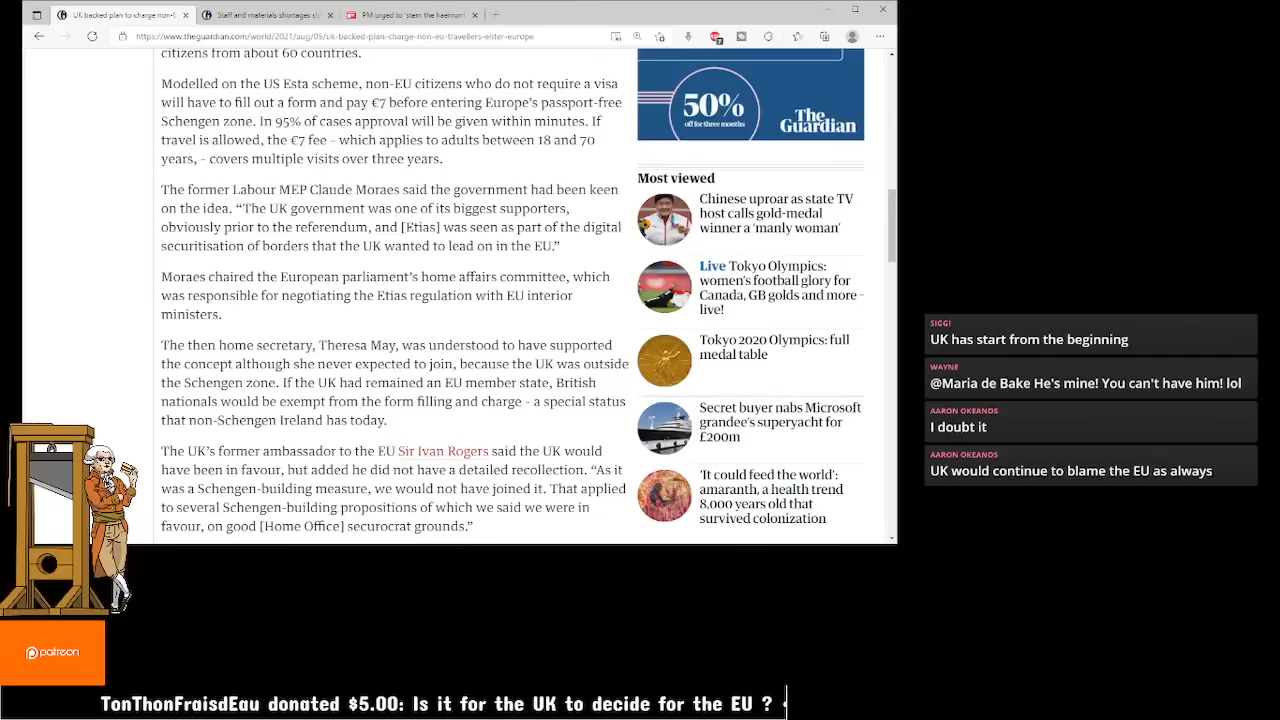 UK backed plan to charge non-E
Staff and materials shortages sl
PM urged to 'stem the haemorr
https://www.theguardian.com/world/2021/aug/05/uk-backed-plan-charge-non-eu-travellers-enter-europe
citizens from about 60 countries.
Modelled on the US Esta scheme, non-EU citizens who do not require a visa
will have to fill out a form and pay €7 before entering Europe's passport-free
Schengen zone. In 95% of cases approval will be given within minutes. If
travel is allowed, the €7 fee – which applies to adults between 18 and 70
years, – covers multiple visits over three years.
The former Labour MEP Claude Moraes said the government had been keen
on the idea. “The UK government was one of its biggest supporters,
obviously prior to the referendum, and [Etias] was seen as part of the digital
securitisation of borders that the UK wanted to lead on in the EU.”
Moraes chaired the European parliament's home affairs committee, which
was responsible for negotiating the Etias regulation with EU interior
ministers.
The then home secretary, Theresa May, was understood to have supported
the concept although she never expected to join, because the UK was outside
the Schengen zone. If the UK had remained an EU member state, British
nationals would be exempt from the form filling and charge – a special status
that non-Schengen Ireland has today.
The UK's former ambassador to the EU Sir Ivan Rogers said the UK would
have been in favour, but added he did not have a detailed recollection. “As it
was a Schengen-building measure, we would not have joined it. That applied
to several Schengen-building propositions of which we said we were in
favour, on good [Home Office] securocrat grounds.”
50%
off for three months
The
Guardian
Most viewed
Chinese uproar as state TV
host calls gold-medal
winner a ‘manly woman’
Live Tokyo Olympics:
women's football glory for
Canada, GB golds and more –
live!
Tokyo 2020 Olympics: full
medal table
Secret buyer nabs Microsoft
grandee's superyacht for
£200m
‘It could feed the world’:
amaranth, a health trend
8,000 years old that
survived colonization
SIGGI
UK has start from the beginning
WAYNE
@Maria de Bake He's mine! You can't have him! lol
AARON OKEANOS
I doubt it
AARON OKEANOS
UK would continue to blame the EU as always
patreon
TonThonFraisdEau donated $5.00: Is it for the UK to decide for the EU ?